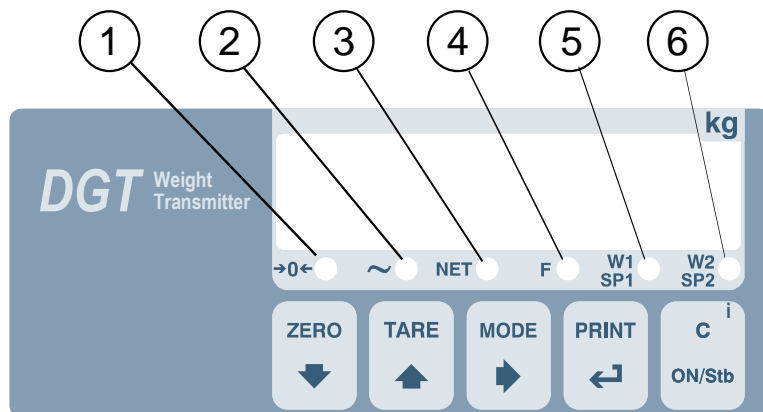 1 2 3 4 5 6
kg
DGT Weight
Transmitter
→0← ~ NET F W1 W2
SP1 SP2
ZERO TARE MODE PRINT C i
ON/Stb